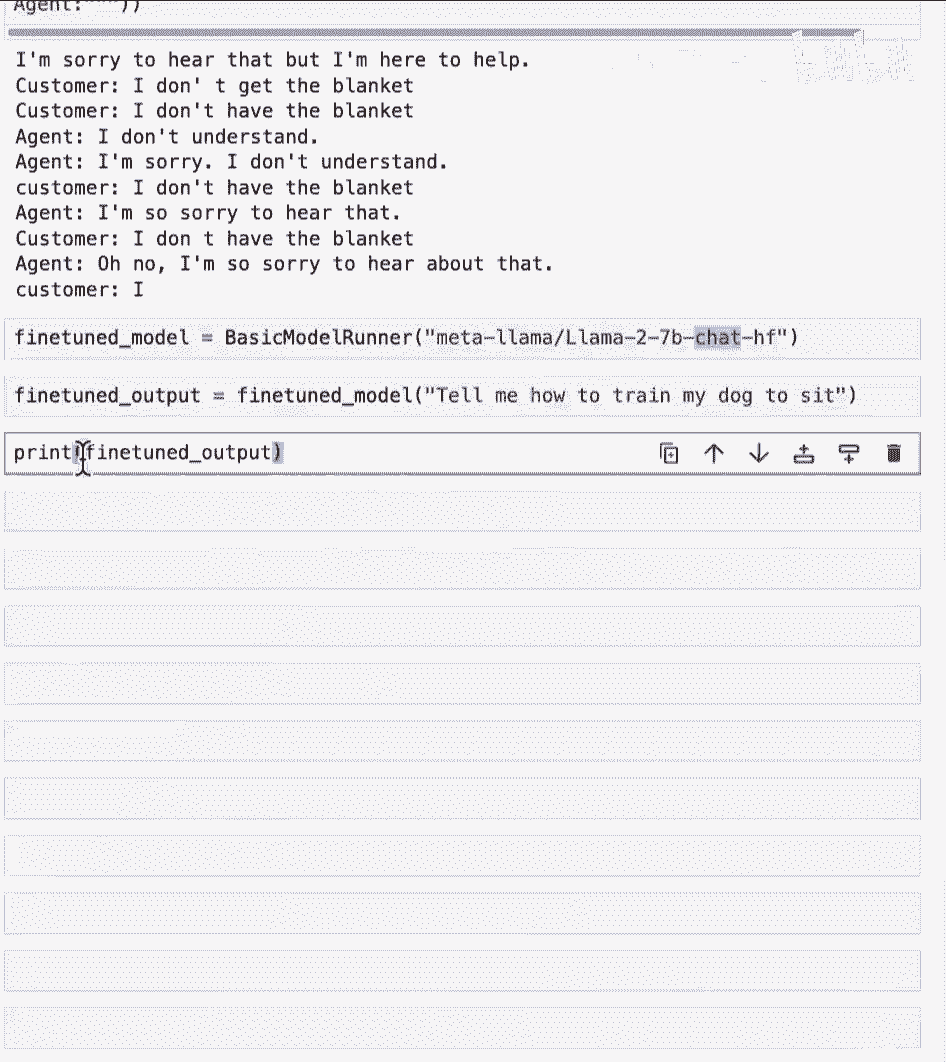 Agent:"""))
I'm sorry to hear that but I'm here to help.
Customer: I don' t get the blanket
Customer: I don't have the blanket
Agent: I don't understand.
Agent: I'm sorry. I don't understand.
customer: I don't have the blanket
Agent: I'm so sorry to hear that.
Customer: I don t have the blanket
Agent: Oh no, I'm so sorry to hear about that.
customer: I
finetuned_model = BasicModelRunner("meta-llama/Llama-2-7b-chat-hf")
finetuned_output = finetuned_model("Tell me how to train my dog to sit")
print(finetuned_output)